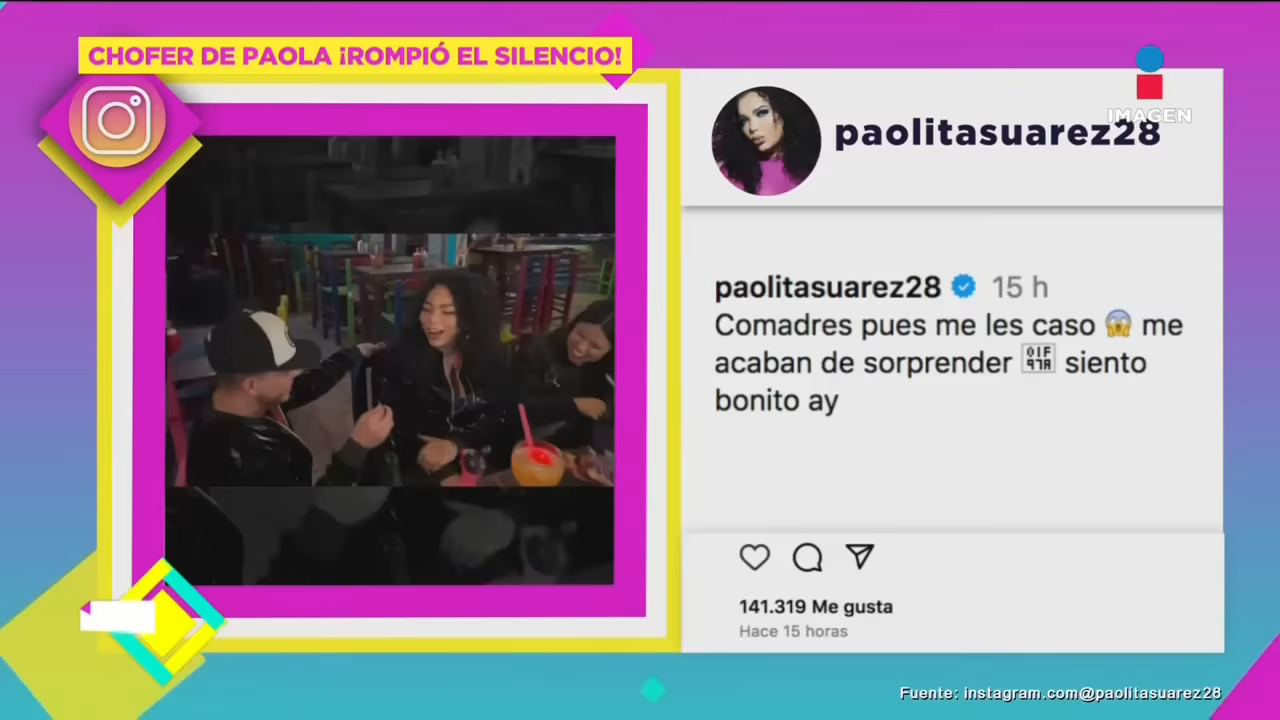 CHOFER DE PAOLA ¡ROMPIÓ EL SILENCIO!
IMAGEN
paolitasuarez28
paolitasuarez28 15 h
Comadres pues me les caso 😱 me
acaban de sorprender siento
bonito ay
141.319 Me gusta
Hace 15 horas
Fuente: instagram.com@paolitasuarez28